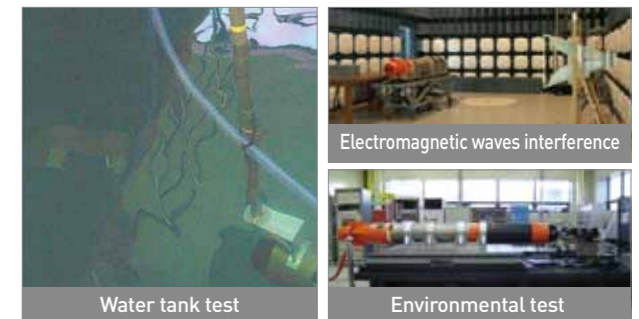 Electromagnetic waves interference
Water tank test
Environmental test